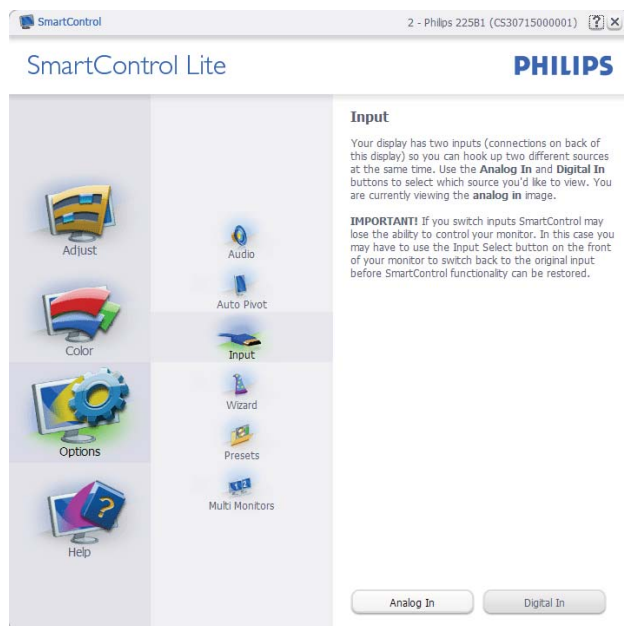 SmartControl
2 - Philips 225B1 (CS30715000001)
?
SmartControl Lite
PHILIPS
Adjust
Color
Options
Help
Audio
Auto Pivot
Input
Wizard
Presets
Multi Monitors
Input
Your display has two inputs (connections on back of
this display) so you can hook up two different sources
at the same time. Use the Analog In and Digital In
buttons to select which source you'd like to view. You
are currently viewing the analog in image.
IMPORTANT! If you switch inputs SmartControl may
lose the ability to control your monitor. In this case you
may have to use the Input Select button on the front
of your monitor to switch back to the original input
before SmartControl functionality can be restored.
Analog In
Digital In